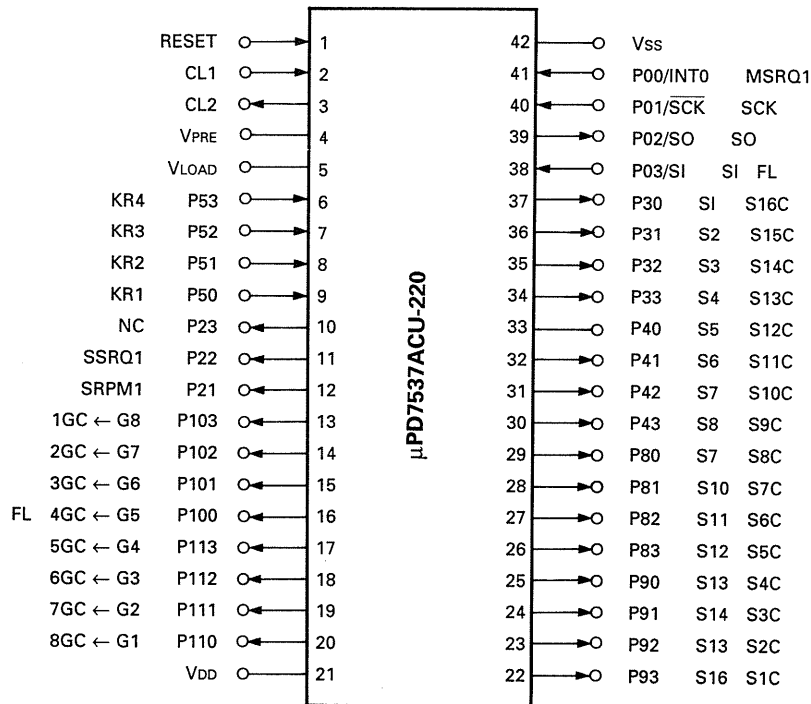 RESET 1 42 Vss
CL1 2 41 P00/INT0 MSRQ1
CL2 3 40 P01/SCK SCK
VPRE 4 39 P02/SO SO
VLOAD 5 38 P03/SI SI FL
KR4 P53 6 37 P30 SI S16C
KR3 P52 7 36 P31 S2 S15C
KR2 P51 8 35 P32 S3 S14C
KR1 P50 9 34 P33 S4 S13C
NC P23 10 33 P40 S5 S12C
SSRQ1 P22 11 32 P41 S6 S11C
SRPM1 P21 12 31 P42 S7 S10C
1GC ← G8 P103 13 30 P43 S8 S9C
2GC ← G7 P102 14 29 P80 S7 S8C
3GC ← G6 P101 15 28 P81 S10 S7C
FL 4GC ← G5 P100 16 27 P82 S11 S6C
5GC ← G4 P113 17 26 P83 S12 S5C
6GC ← G3 P112 18 25 P90 S13 S4C
7GC ← G2 P111 19 24 P91 S14 S3C
8GC ← G1 P110 20 23 P92 S13 S2C
VDD 21 22 P93 S16 S1C
μPD7537ACU-220